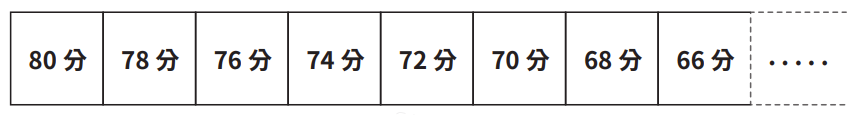 80 分 78 分 76 分 74 分 72 分 70 分 68 分 66 分 .....